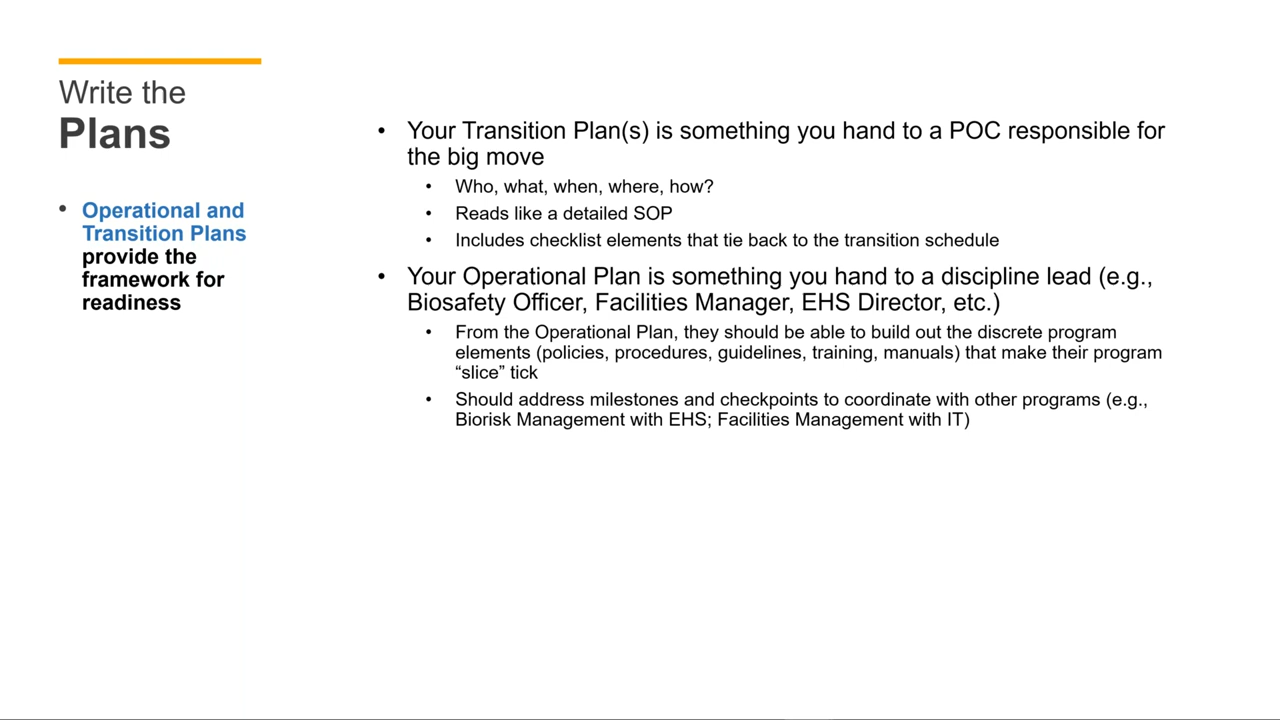 Write the
Plans
• Operational and
Transition Plans
provide the
framework for
readiness
• Your Transition Plan(s) is something you hand to a POC responsible for
the big move
• Who, what, when, where, how?
• Reads like a detailed SOP
• Includes checklist elements that tie back to the transition schedule
• Your Operational Plan is something you hand to a discipline lead (e.g.,
Biosafety Officer, Facilities Manager, EHS Director, etc.)
• From the Operational Plan, they should be able to build out the discrete program
elements (policies, procedures, guidelines, training, manuals) that make their program
“slice” tick
• Should address milestones and checkpoints to coordinate with other programs (e.g.,
Biorisk Management with EHS; Facilities Management with IT)